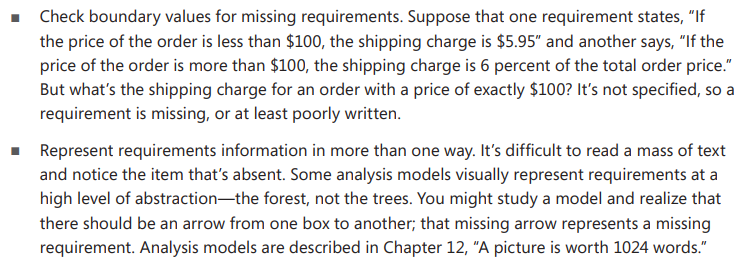 ▪ Check boundary values for missing requirements. Suppose that one requirement states, “If
the price of the order is less than $100, the shipping charge is $5.95” and another says, “If the
price of the order is more than $100, the shipping charge is 6 percent of the total order price.”
But what’s the shipping charge for an order with a price of exactly $100? It’s not specified, so a
requirement is missing, or at least poorly written.
▪ Represent requirements information in more than one way. It’s difficult to read a mass of text
and notice the item that’s absent. Some analysis models visually represent requirements at a
high level of abstraction—the forest, not the trees. You might study a model and realize that
there should be an arrow from one box to another; that missing arrow represents a missing
requirement. Analysis models are described in Chapter 12, “A picture is worth 1024 words.”